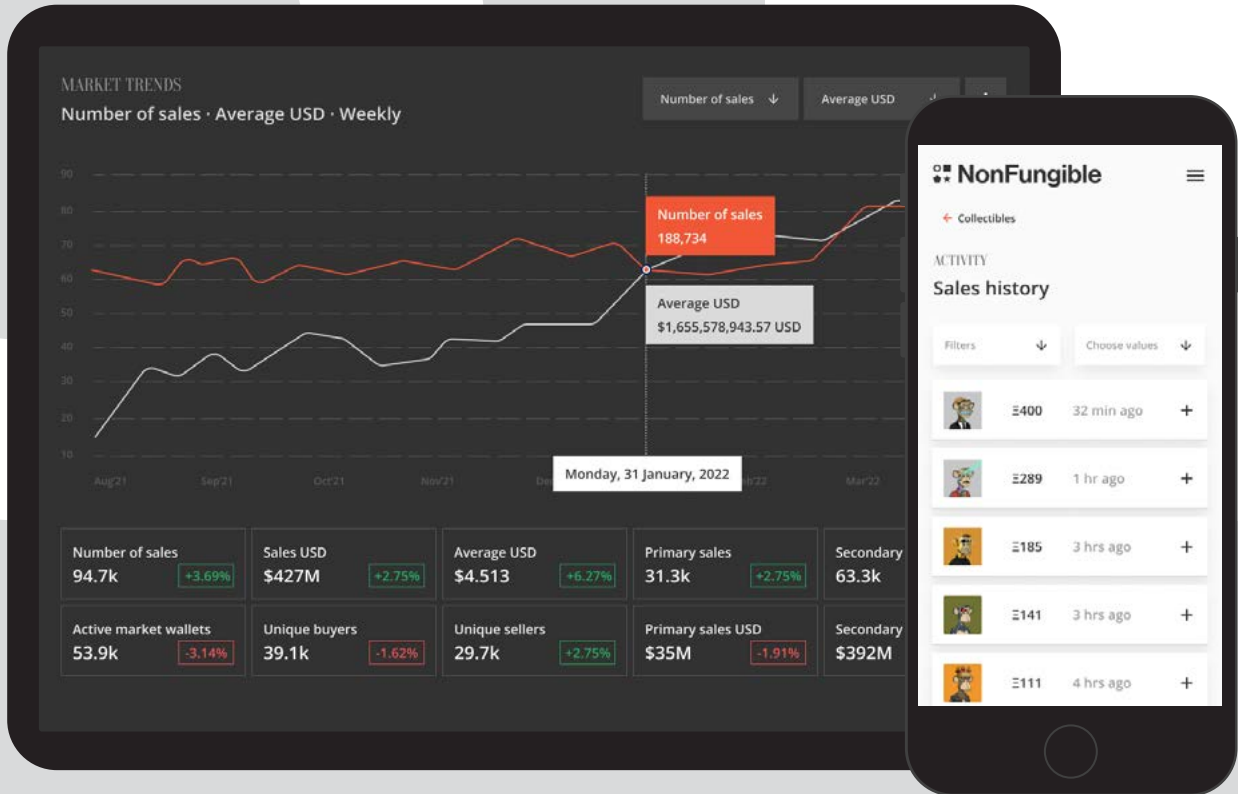 MARKET TRENDS
Number of sales · Average USD · Weekly
Number of sales ↓
Average USD
90
80
70
60
50
40
30
20
10
Number of sales
188,734
Average USD
$1,655,578,943.57 USD
Monday, 31 January, 2022
Aug'21
Sep'21
Oct'21
Nov'21
Mar'22
Number of sales
94.7k
+3.69%
Sales USD
$427M
+2.75%
Average USD
$4.513
+6.27%
Primary sales
31.3k
+2.75%
Secondary
63.3k
Active market wallets
53.9k
-3.14%
Unique buyers
39.1k
-1.62%
Unique sellers
29.7k
+2.75%
Primary sales USD
$35M
-1.91%
Secondary
$392M
NonFungible
← Collectibles
ACTIVITY
Sales history
Filters ↓
Choose values ↓
Ξ400 32 min ago +
Ξ289 1 hr ago +
Ξ185 3 hrs ago +
Ξ141 3 hrs ago +
Ξ111 4 hrs ago +